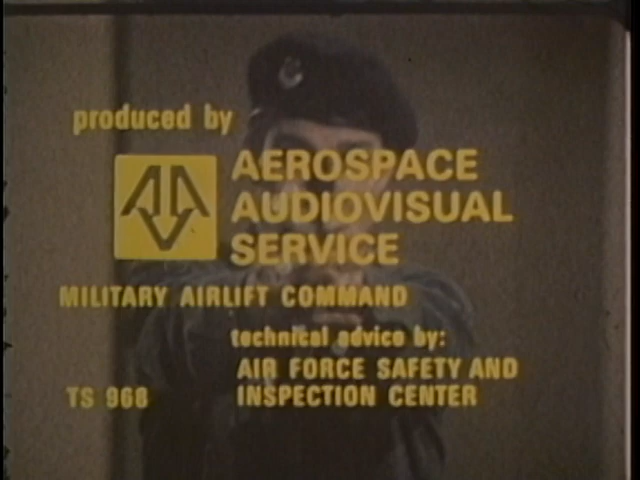 produced by
AEROSPACE
AUDIOVISUAL
SERVICE
MILITARY AIRLIFT COMMAND
technical advice by:
AIR FORCE SAFETY AND
INSPECTION CENTER
TS 968